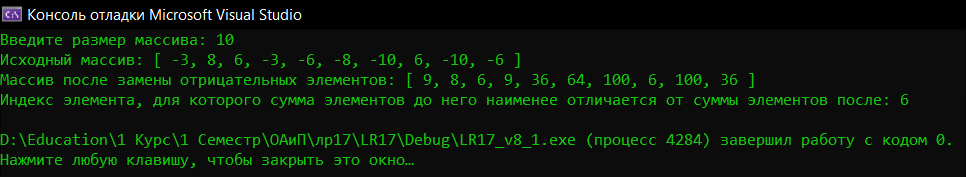 Консоль отладки Microsoft Visual Studio
Введите размер массива: 10
Исходный массив: [ -3, 8, 6, -3, -6, -8, -10, 6, -10, -6 ]
Массив после замены отрицательных элементов: [ 9, 8, 6, 9, 36, 64, 100, 6, 100, 36 ]
Индекс элемента, для которого сумма элементов до него наименее отличается от суммы элементов после: 6
D:\Education\1 Курс\1 Семестр\ОАиП\лр17\LR17\Debug\LR17_v8_1.exe (процесс 4284) завершил работу с кодом 0.
Нажмите любую клавишу, чтобы закрыть это окно…